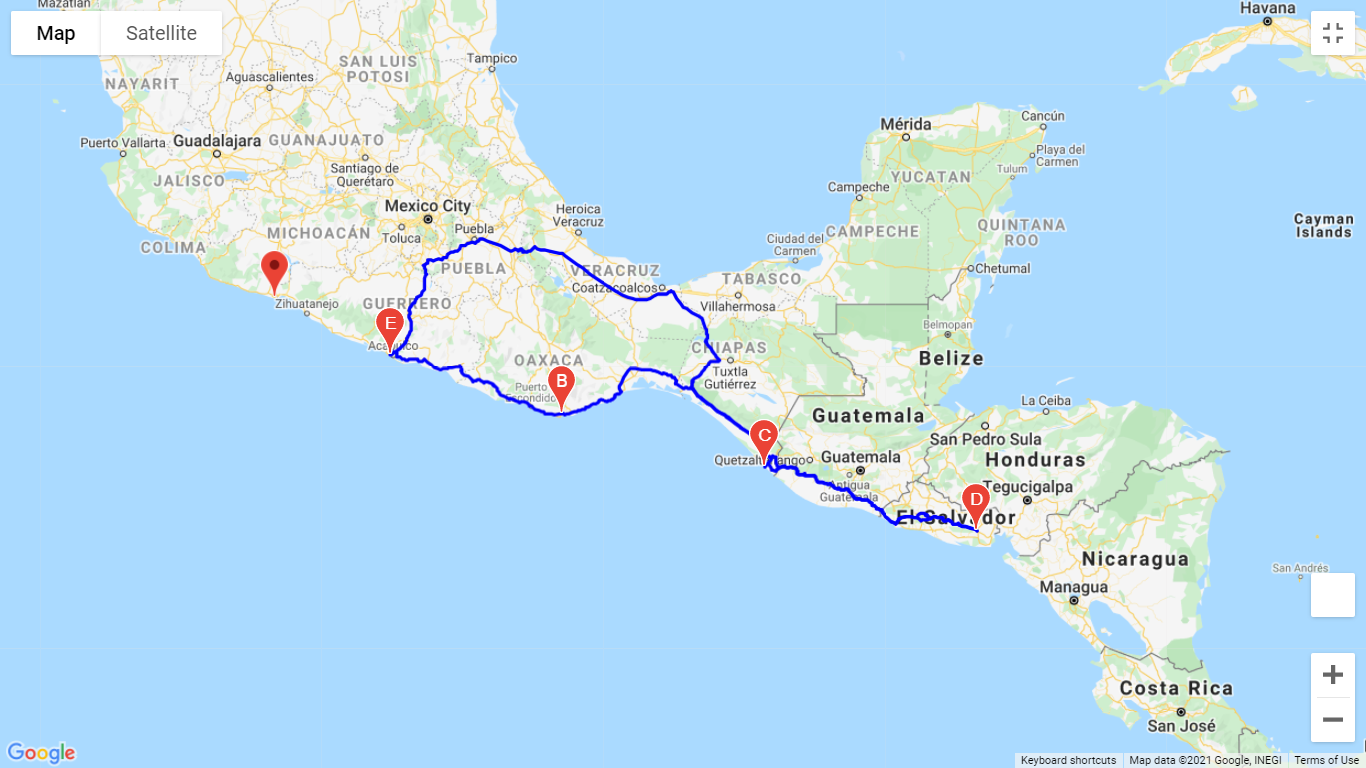 Mazatlán
Havana
Map
Satellite
SAN LUIS
POTOSI
Tampico
Aguascalientes
NAYARIT
Mérida
Cancún
Puerto Vallarta
Guadalajara
GUANAJUATO
Playa del
Carmen
Santiago de
Querétaro
Tulum
JALISCO
YUCATAN
Campeche
Mexico City
Heroica
Veracruz
QUINTANA
ROO
Cayman
Islands
MICHOACÁN
Toluca
Puebla
CAMPECHE
COLIMA
Ciudad del
Carmen
PUEBLA
VERACRUZ
Chetumal
TABASCO
Coatzacoalcos
Zihuatanejo
GUERRERO
Villahermosa
E
Belmopan
CHIAPAS
OAXACA
Belize
Tuxtla
Gutiérrez
B
Puerto
Escondido
La Ceiba
Guatemala
C
San Pedro Sula
Guatemala
Honduras
Antigua
Guatemala
Tegucigalpa
D
El Salvador
Nicaragua
San Andrés
Managua
Costa Rica
San José
Google
Keyboard shortcuts
Map data ©2021 Google, INEGI
Terms of Use